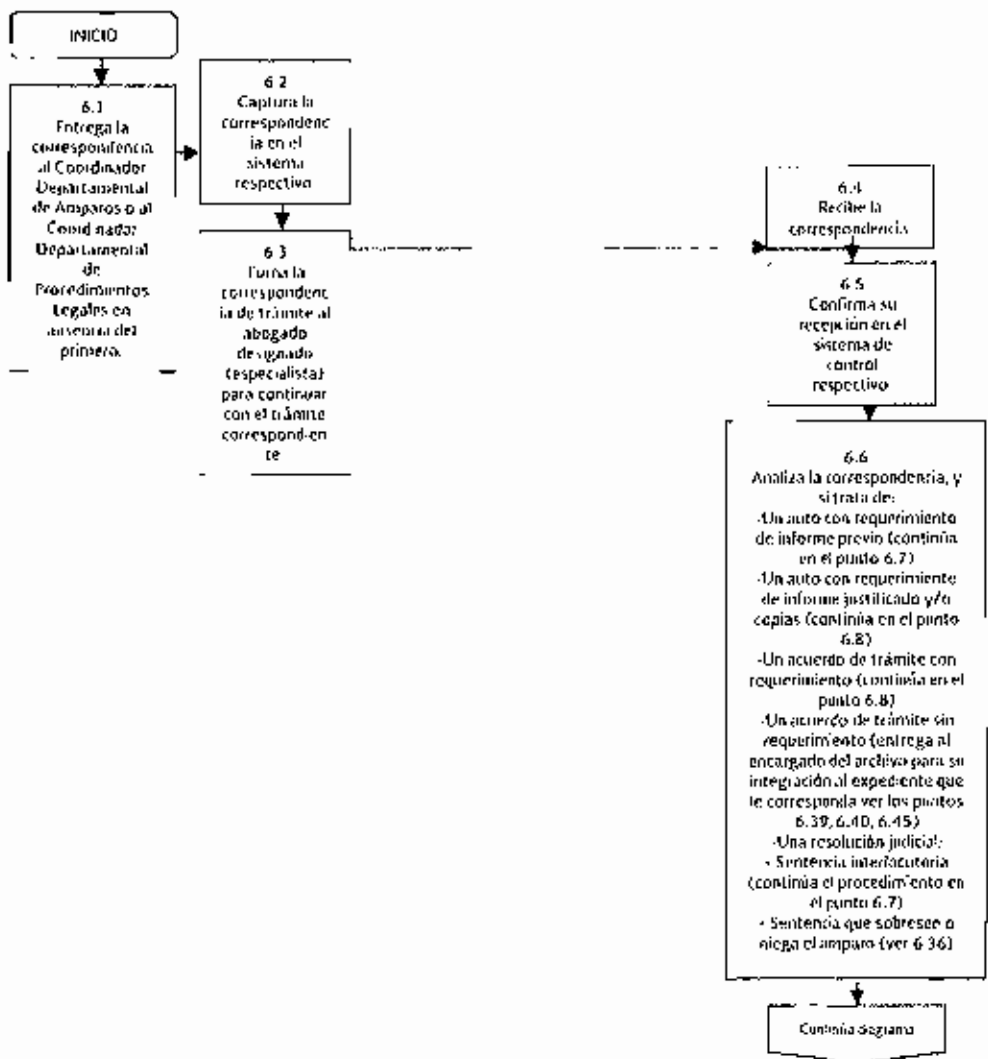 INICIO
6.1
Entrega la
correspondencia
al Coordinador
Departamental
de Amparos o al
Coordinador
Departamental
de
Procedimientos
Legales en
ausencia del
primero.
6.2
Captura la
correspondenc
ia en el
sistema
respectivo
6.3
Turna la
correspondenc
ia de trámite al
abogado
designado
(especialista)
para continuar
con el trámite
correspondien
te
6.4
Recibe la
correspondencia
6.5
Confirma su
recepción en el
sistema de
control
respectivo
6.6
Analiza la correspondencia, y
si trata de:
-Un auto con requerimiento
de informe previo (continúa
en el punto 6.7)
-Un auto con requerimiento
de informe justificado y/o
copias (continúa en el punto
6.8)
-Un acuerdo de trámite con
requerimiento (continúa en el
punto 6.8)
-Un acuerdo de trámite sin
requerimiento (entrega al
encargado del archivo para su
integración al expediente que
le corresponda ver los puntos
6.39, 6.40, 6.45)
-Una resolución judicial:
- Sentencia interlocutoria
(continúa el procedimiento en
el punto 6.7)
- Sentencia que sobresee o
niega el amparo (ver 6.36)
Continúa diagrama